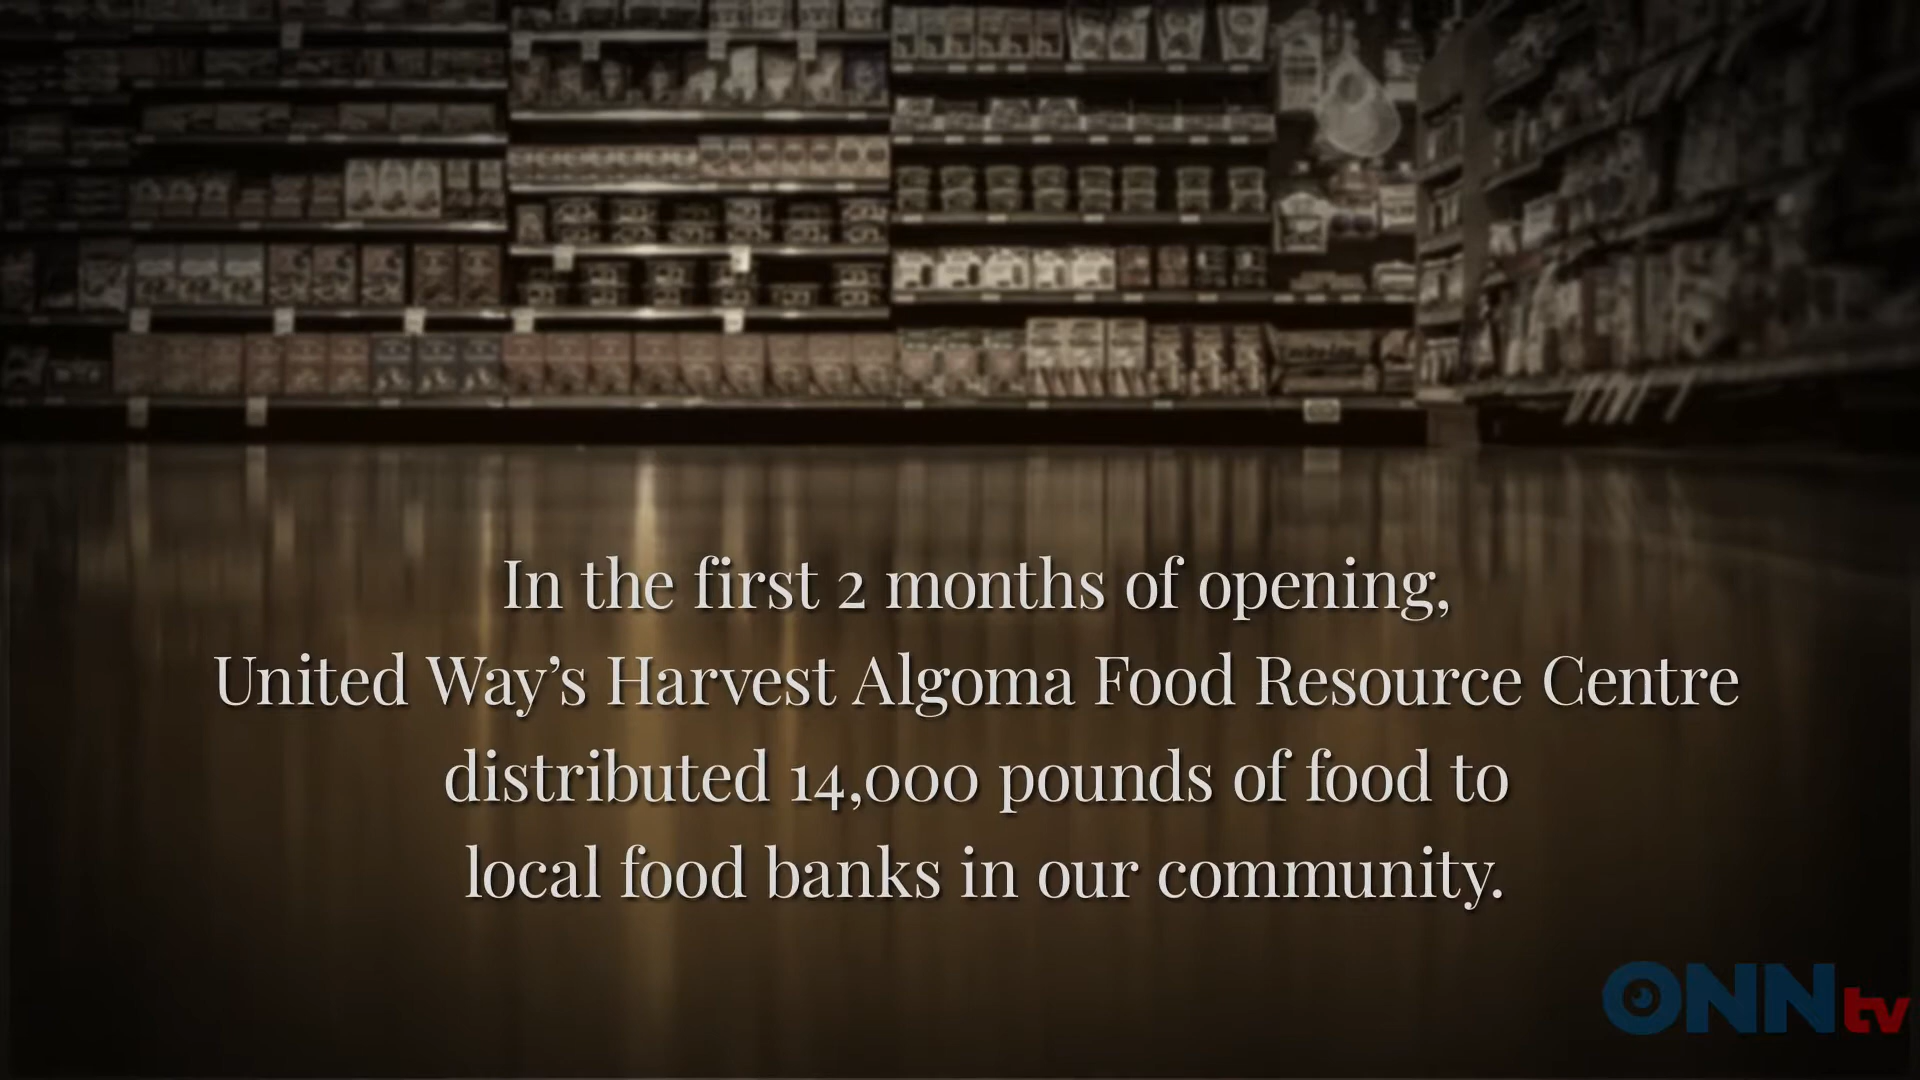 In the first 2 months of opening,
United Way’s Harvest Algoma Food Resource Centre
distributed 14,000 pounds of food to
local food banks in our community.
ONNtv